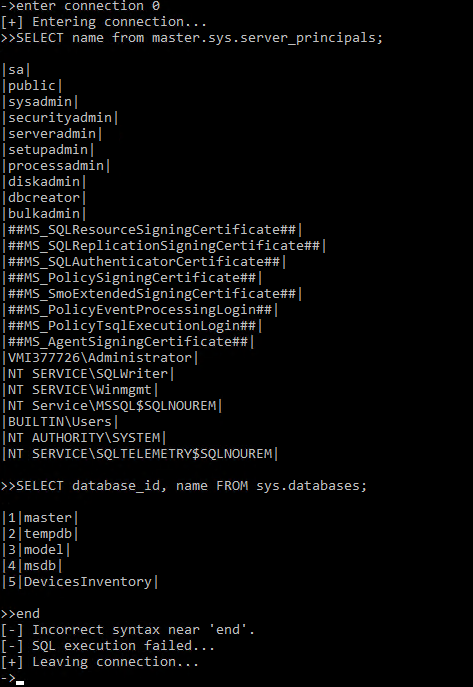 ->enter connection 0
[+] Entering connection...
>>SELECT name from master.sys.server_principals;
|sa|
|public|
|sysadmin|
|securityadmin|
|serveradmin|
|setupadmin|
|processadmin|
|diskadmin|
|dbcreator|
|bulkadmin|
|##MS_SQLResourceSigningCertificate##|
|##MS_SQLReplicationSigningCertificate##|
|##MS_SQLAuthenticatorCertificate##|
|##MS_PolicySigningCertificate##|
|##MS_SmoExtendedSigningCertificate##|
|##MS_PolicyEventProcessingLogin##|
|##MS_PolicyTsqlExecutionLogin##|
|##MS_AgentSigningCertificate##|
|VMI377726\Administrator|
|NT SERVICE\SQLWriter|
|NT SERVICE\Winmgmt|
|NT Service\MSSQL$SQLNOUREM|
|BUILTIN\Users|
|NT AUTHORITY\SYSTEM|
|NT SERVICE\SQLTELEMETRY$SQLNOUREM|
>>SELECT database_id, name FROM sys.databases;
|1|master|
|2|tempdb|
|3|model|
|4|msdb|
|5|DevicesInventory|
>>end
[-] Incorrect syntax near 'end'.
[-] SQL execution failed...
[+] Leaving connection...
->